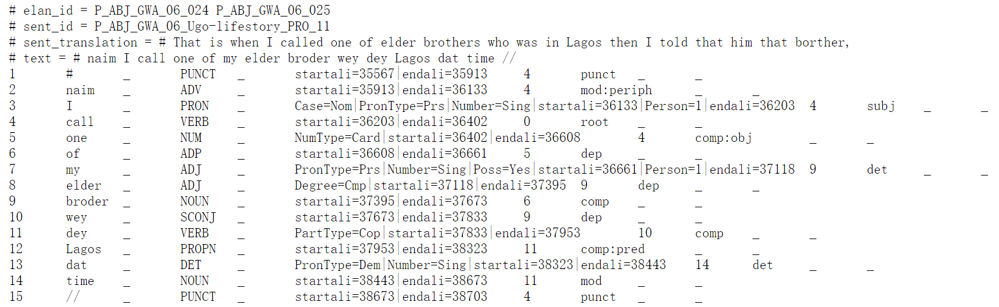 # elan_id = P_ABJ_GWA_06_024 P_ABJ_GWA_06_025
# sent_id = P_ABJ_GWA_06_Ugo-lifestory_PRO_11
# sent_translation = # That is when I called one of elder brothers who was in Lagos then I told that him that borther,
# text = # naim I call one of my elder broder wey dey Lagos dat time //
1 # _ PUNCT _ startali=35567|endali=35913 4 punct _ _
2 naim _ ADV _ startali=35913|endali=36133 4 mod:periph _ _
3 I _ PRON _ Case=Nom|PronType=Prs|Number=Sing|startali=36133|Person=1|endali=36203 4 subj _ _
4 call _ VERB _ startali=36203|endali=36402 0 root _ _
5 one _ NUM _ NumType=Card|startali=36402|endali=36608 4 comp:obj _ _
6 of _ ADP _ startali=36608|endali=36661 5 dep _ _
7 my _ ADJ _ PronType=Prs|Number=Sing|Poss=Yes|startali=36661|Person=1|endali=37118 9 det _ _
8 elder _ ADJ _ Degree=Cmp|startali=37118|endali=37395 9 dep _ _
9 broder _ NOUN _ startali=37395|endali=37673 6 comp _ _
10 wey _ SCONJ _ startali=37673|endali=37833 9 dep _ _
11 dey _ VERB _ PartType=Cop|startali=37833|endali=37953 10 comp _ _
12 Lagos _ PROPN _ startali=37953|endali=38323 11 comp:pred _ _
13 dat _ DET _ PronType=Dem|Number=Sing|startali=38323|endali=38443 14 det _ _
14 time _ NOUN _ startali=38443|endali=38673 11 mod _ _
15 // _ PUNCT _ startali=38673|endali=38703 4 punct _ _